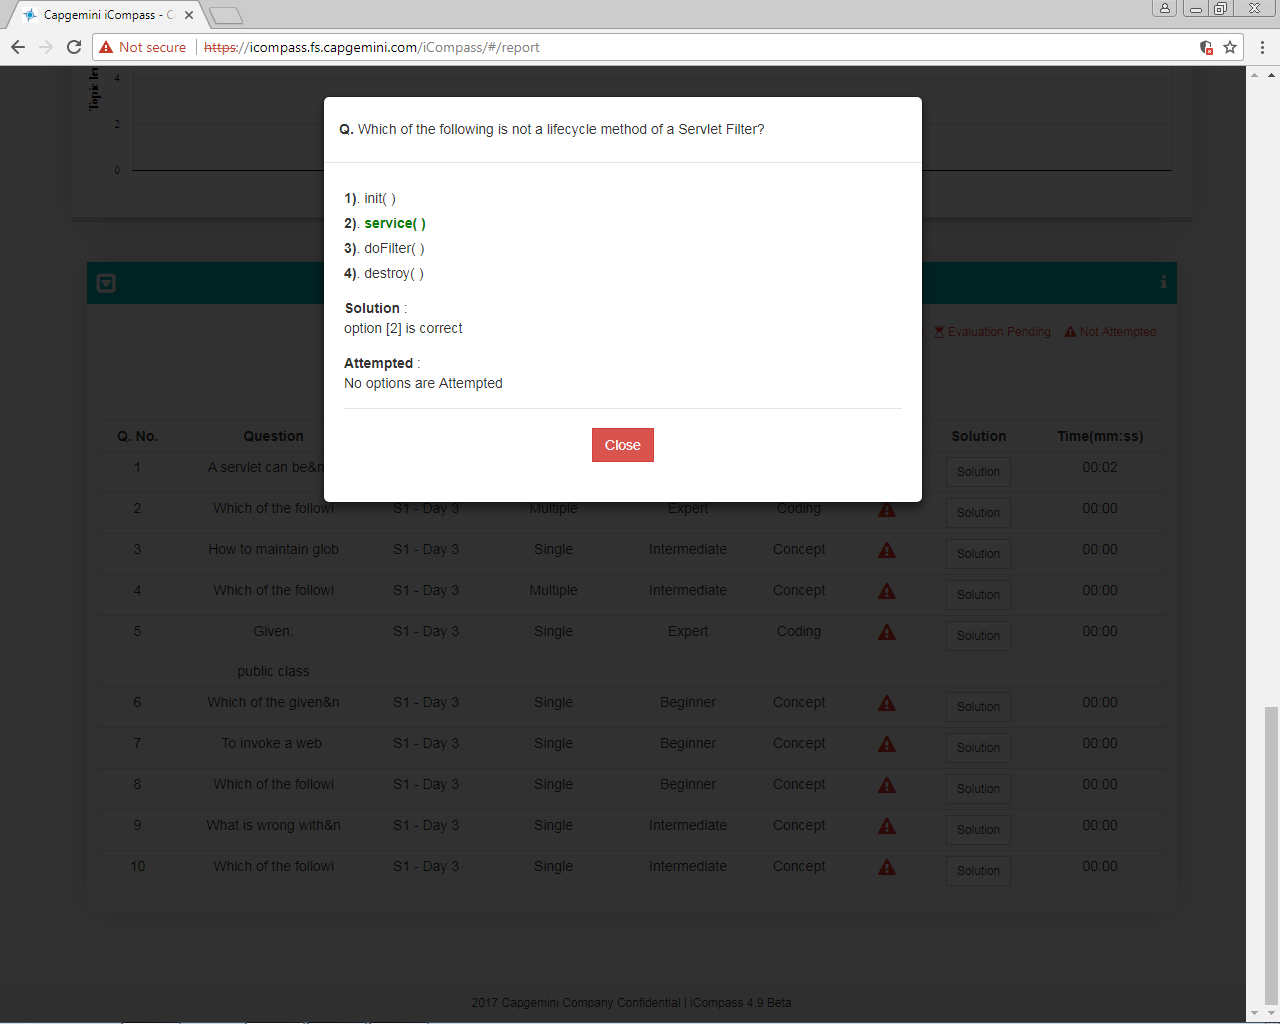 Capgemini iCompass - C
Not secure
https://icompass.fs.capgemini.com/iCompass/#/report
Topic lev
4
2
0
Q. Which of the following is not a lifecycle method of a Servlet Filter?
1). init( )
2). service( )
3). doFilter( )
4). destroy( )
Solution :
option [2] is correct
Attempted :
No options are Attempted
Close
Evaluation Pending Not Attempted
Q. No. Question Solution Time(mm:ss)
1 A servlet can be&n Solution 00:02
2 Which of the followi S1 - Day 3 Multiple Expert Coding Solution 00:00
3 How to maintain glob S1 - Day 3 Single Intermediate Concept Solution 00:00
4 Which of the followi S1 - Day 3 Multiple Intermediate Concept Solution 00:00
5 Given: S1 - Day 3 Single Expert Coding Solution 00:00
public class
6 Which of the given&n S1 - Day 3 Single Beginner Concept Solution 00:00
7 To invoke a web S1 - Day 3 Single Beginner Concept Solution 00:00
8 Which of the followi S1 - Day 3 Single Beginner Concept Solution 00:00
9 What is wrong with&n S1 - Day 3 Single Intermediate Concept Solution 00:00
10 Which of the followi S1 - Day 3 Single Intermediate Concept Solution 00:00
2017 Capgemini Company Confidential | iCompass 4.9 Beta